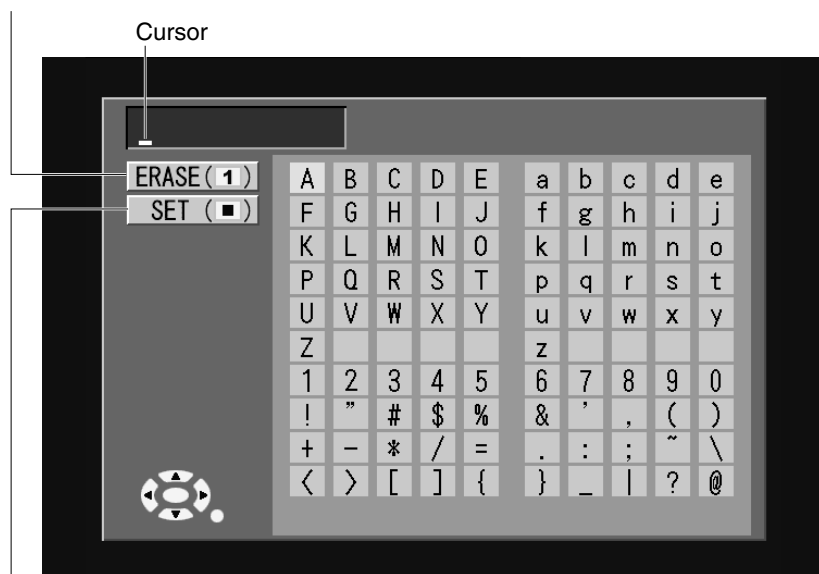 Cursor
ERASE ( 1 )
SET ( ■ )
A B C D E a b c d e
F G H I J f g h i j
K L M N O k l m n o
P Q R S T p q r s t
U V W X Y u v w x y
Z z
1 2 3 4 5 6 7 8 9 0
! ” # $ % & ’ , ( )
+ – * / = . : ; ~ \
< > [ ] { } _ | ? @